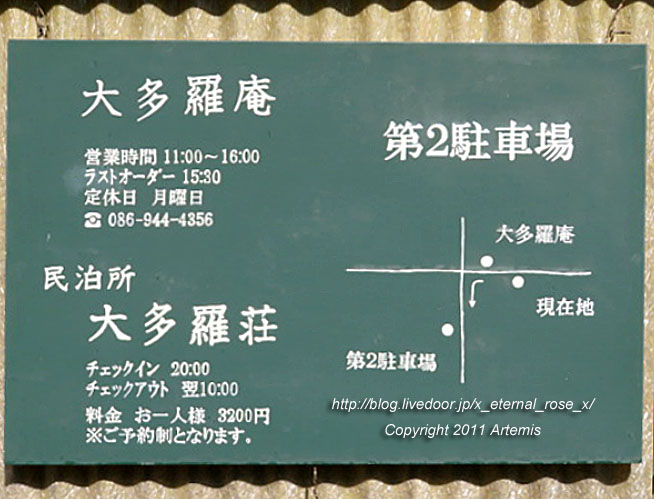 大多羅庵
営業時間 11:00～16:00
ラストオーダー 15:30
定休日 月曜日
☎ 086-944-4356
民泊所
大多羅荘
チェックイン 20:00
チェックアウト 翌10:00
料金 お一人様 3200円
※ご予約制となります。
第2駐車場
大多羅庵
現在地
第2駐車場
http://blog.livedoor.jp/x_eternal_rose_x/
Copyright 2011 Artemis